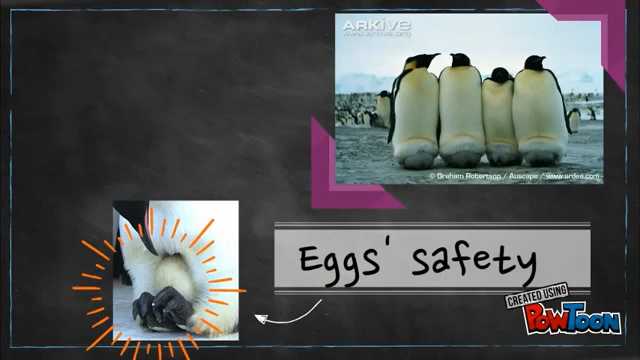 ARKive
www.arkive.org
© Graham Robertson / Auscape / www.ardea.com
Eggs' safety
CREATED USING
POWTOON